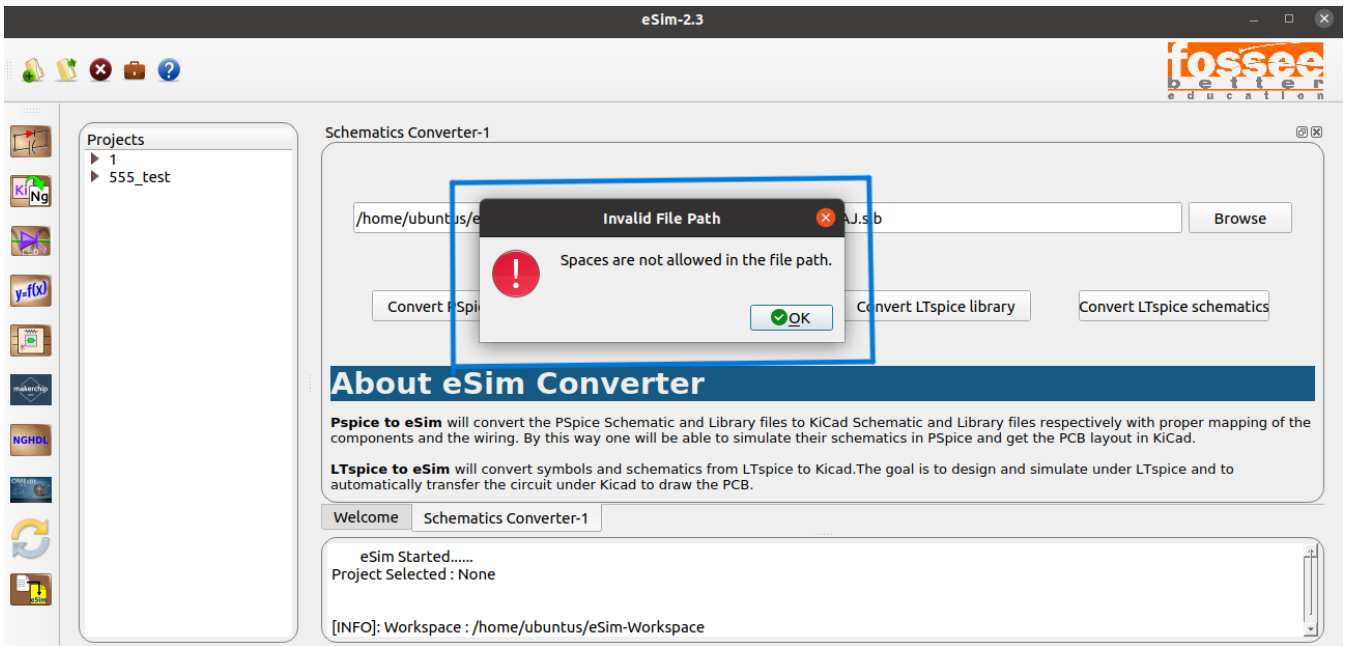 eSim-2.3
fossee
better
education
Projects
1
555_test
Schematics Converter-1
Invalid File Path
Spaces are not allowed in the file path.
OK
/home/ubuntus/e
Browse
Convert
Convert LTspice library
Convert LTspice schematics
About eSim Converter
Pspice to eSim will convert the PSpice Schematic and Library files to KiCad Schematic and Library files respectively with proper mapping of the
components and the wiring. By this way one will be able to simulate their schematics in PSpice and get the PCB layout in KiCad.
LTspice to eSim will convert symbols and schematics from LTspice to Kicad.The goal is to design and simulate under LTspice and to
automatically transfer the circuit under Kicad to draw the PCB.
Welcome
Schematics Converter-1
eSim Started......
Project Selected : None
[INFO]: Workspace : /home/ubuntus/eSim-Workspace
Ki
Ng
y=f(x)
makerchip
NGHDL
OMEdit
eSim